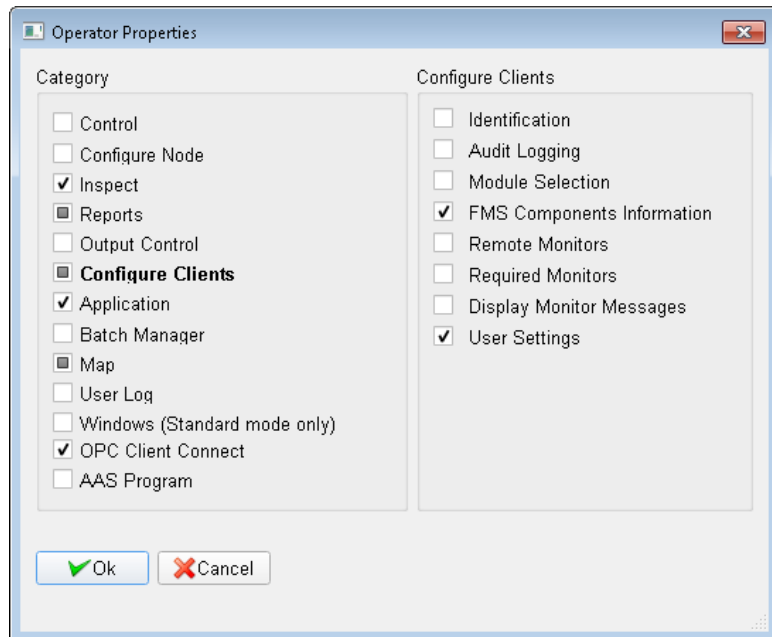 Operator Properties
Category
Control
Configure Node
Inspect
Reports
Output Control
Configure Clients
Application
Batch Manager
Map
User Log
Windows (Standard mode only)
OPC Client Connect
AAS Program
Configure Clients
Identification
Audit Logging
Module Selection
FMS Components Information
Remote Monitors
Required Monitors
Display Monitor Messages
User Settings
Ok
Cancel